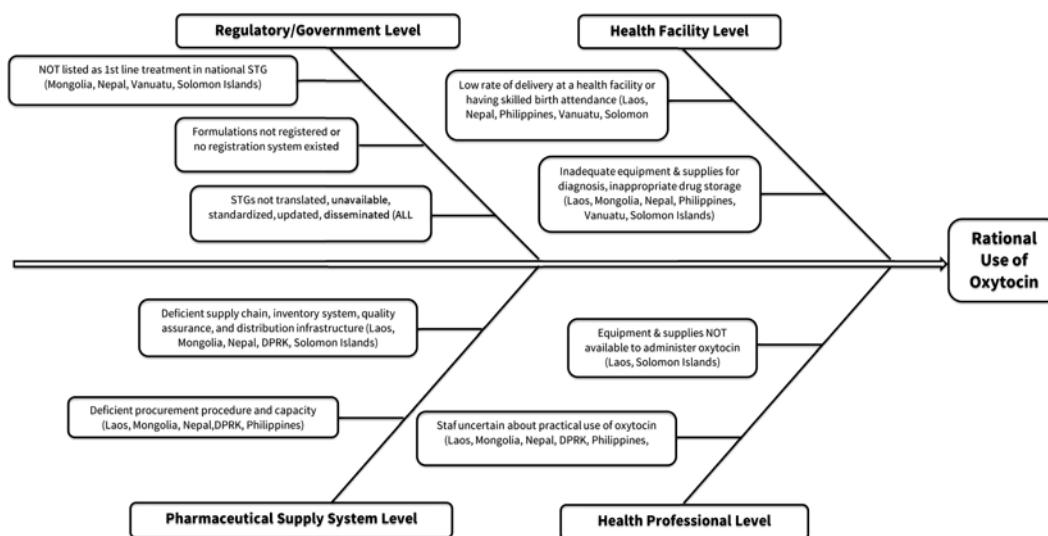 Regulatory/Government Level
NOT listed as 1st line treatment in national STG
(Mongolia, Nepal, Vanuatu, Solomon Islands)
Formulations not registered or
no registration system existed
STGs not translated, unavailable,
standardized, updated, disseminated (ALL
Health Facility Level
Low rate of delivery at a health facility or
having skilled birth attendance (Laos,
Nepal, Philippines, Vanuatu, Solomon
Inadequate equipment & supplies for
diagnosis, inappropriate drug storage
(Laos, Mongolia, Nepal, Philippines,
Vanuatu, Solomon Islands)
Rational
Use of
Oxytocin
Deficient supply chain, inventory system, quality
assurance, and distribution infrastructure (Laos,
Mongolia, Nepal, DPRK, Solomon Islands)
Deficient procurement procedure and capacity
(Laos, Mongolia, Nepal,DPRK, Philippines)
Pharmaceutical Supply System Level
Equipment & supplies NOT
available to administer oxytocin
(Laos, Solomon Islands)
Staf uncertain about practical use of oxytocin
(Laos, Mongolia, Nepal, DPRK, Philippines,
Health Professional Level